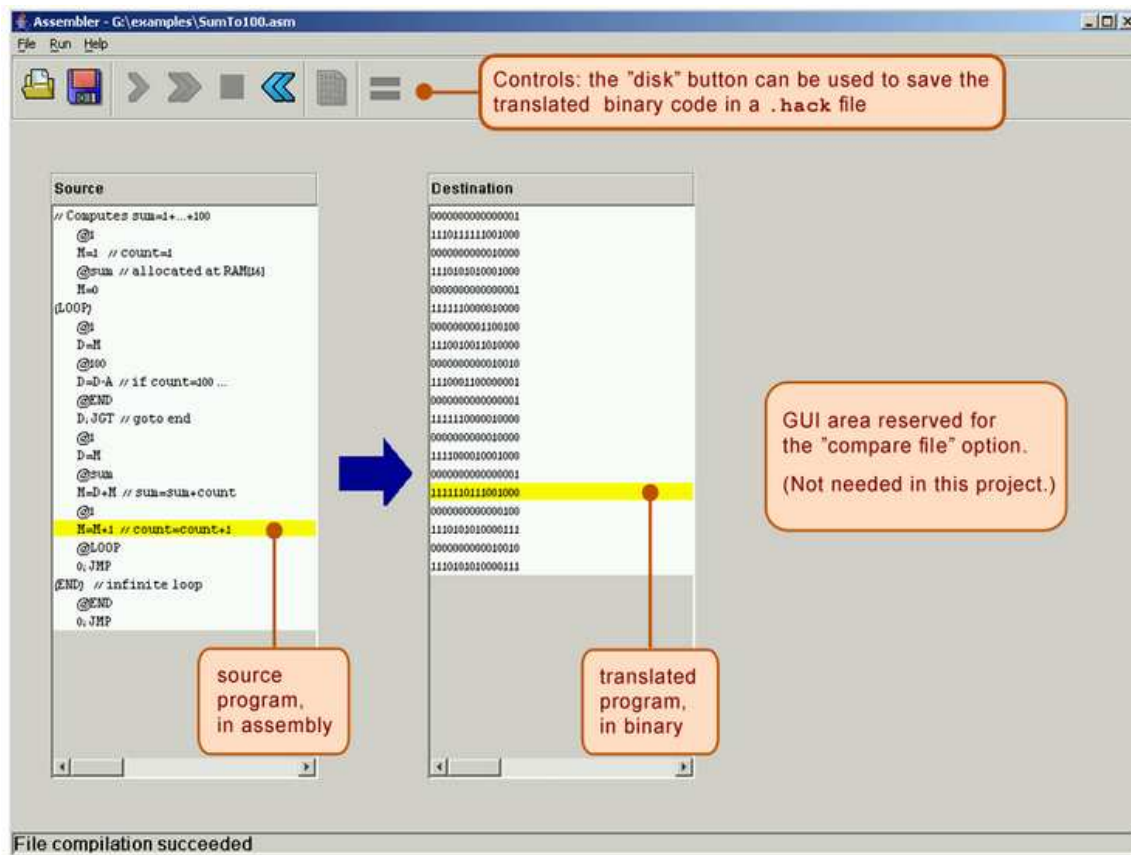 Assembler - G:\examples\SumTo100.asm
File Run Help
Controls: the "disk" button can be used to save the
translated binary code in a .hack file
Source
// Computes sum=1+...+100
@1
M=1 // count=1
@sum // allocated at RAM[16]
M=0
(LOOP)
@1
D=M
@100
D=D-A // if count=100 ...
@END
D;JGT // goto end
@1
D=M
@sum
M=D+M // sum=sum+count
@1
M=M+1 // count=count+1
@LOOP
0;JMP
(END) // infinite loop
@END
0;JMP
Destination
0000000000000001
1110111111001000
0000000000010000
1110101010001000
0000000000000001
1111110000010000
0000000001100100
1110010011010000
0000000000010010
1110001100000001
0000000000000001
1111110000010000
0000000000010000
1111000010001000
0000000000000001
1111110111001000
0000000000000100
1110101010000111
0000000000010010
1110101010000111
GUI area reserved for
the "compare file" option.
(Not needed in this project.)
source
program,
in assembly
translated
program,
in binary
File compilation succeeded